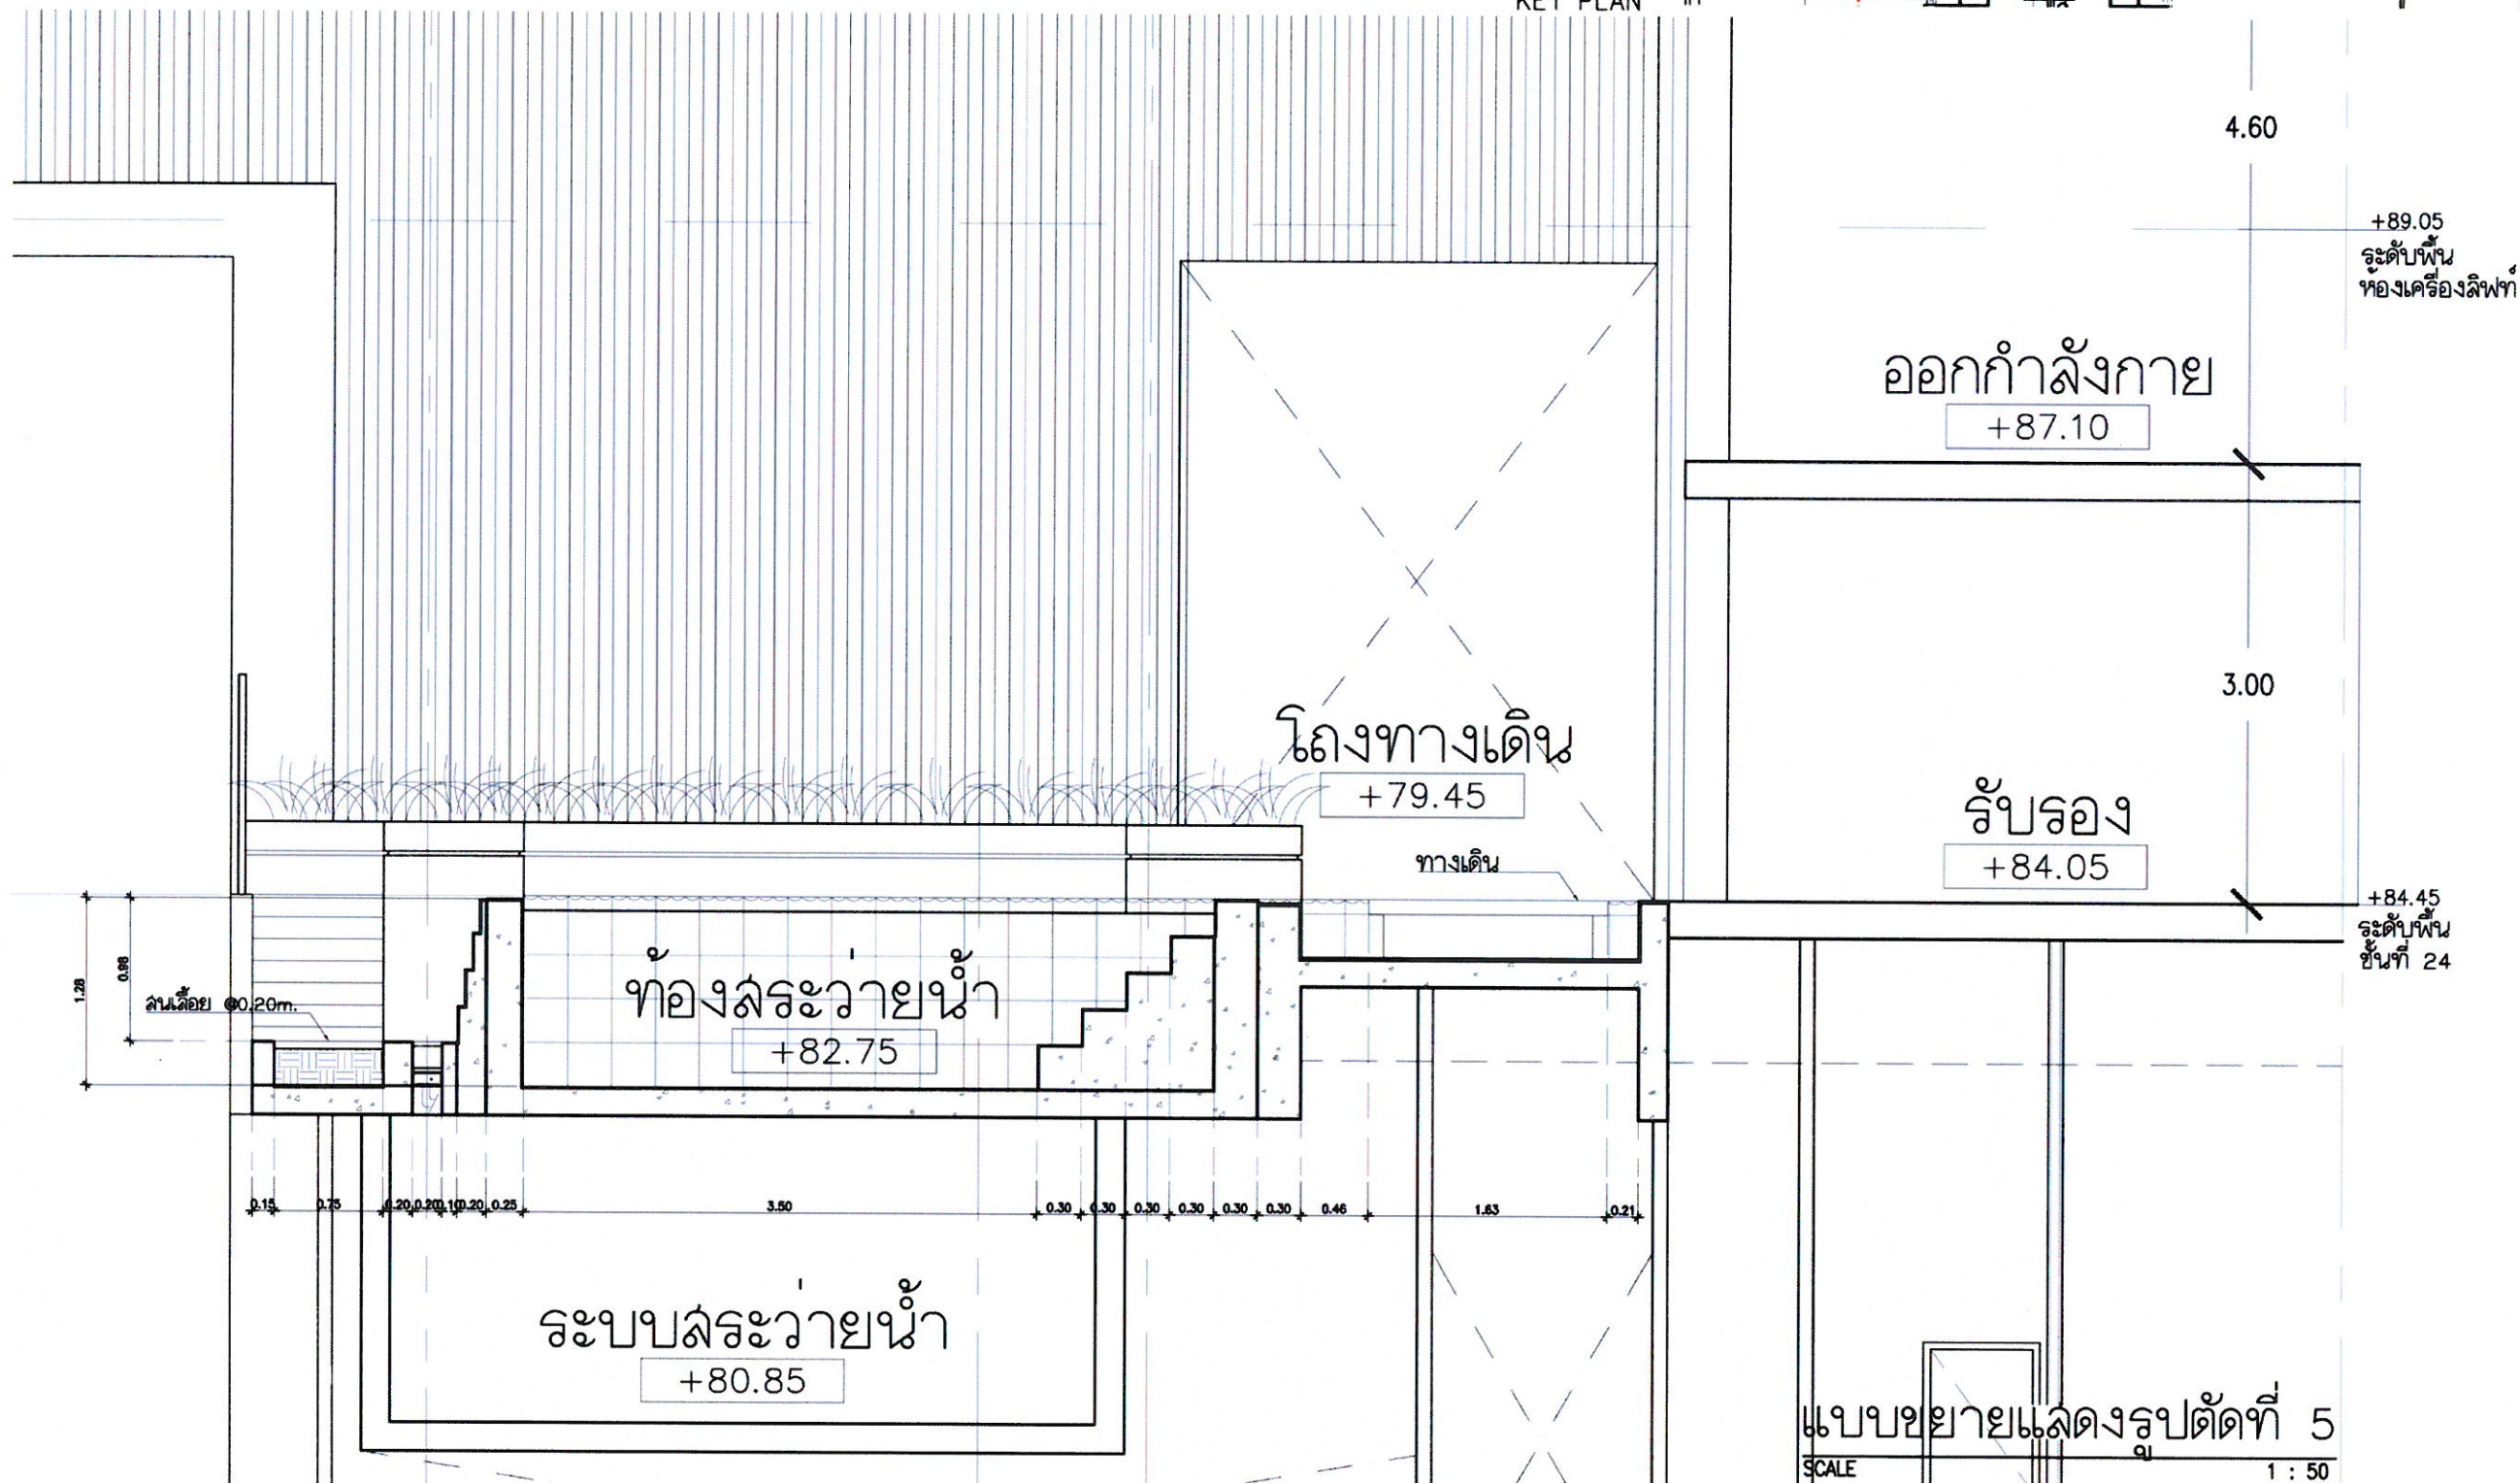 KEY PLAN
4.60
+89.05
ระดับพื้น
ห้องเครื่องลิฟท์
ออกกำลังกาย
+87.10
3.00
โถงทางเดิน
+79.45
รับรอง
+84.05
ทางเดิน
+84.45
ระดับพื้น
ชั้นที่ 24
1.28
0.98
สนเลื้อย @0.20m.
ท้องสระว่ายน้ำ
+82.75
0.15 0.75 0.20 0.20 0.10 0.20 0.25 3.50 0.30 0.30 0.30 0.30 0.30 0.30 0.46 1.63 0.21
ระบบสระว่ายน้ำ
+80.85
แบบขยายแสดงรูปตัดที่ 5
SCALE 1 : 50